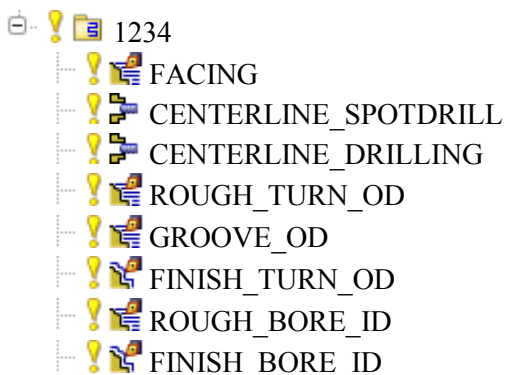 1234
FACING
CENTERLINE_SPOTDRILL
CENTERLINE_DRILLING
ROUGH_TURN_OD
GROOVE_OD
FINISH_TURN_OD
ROUGH_BORE_ID
FINISH_BORE_ID